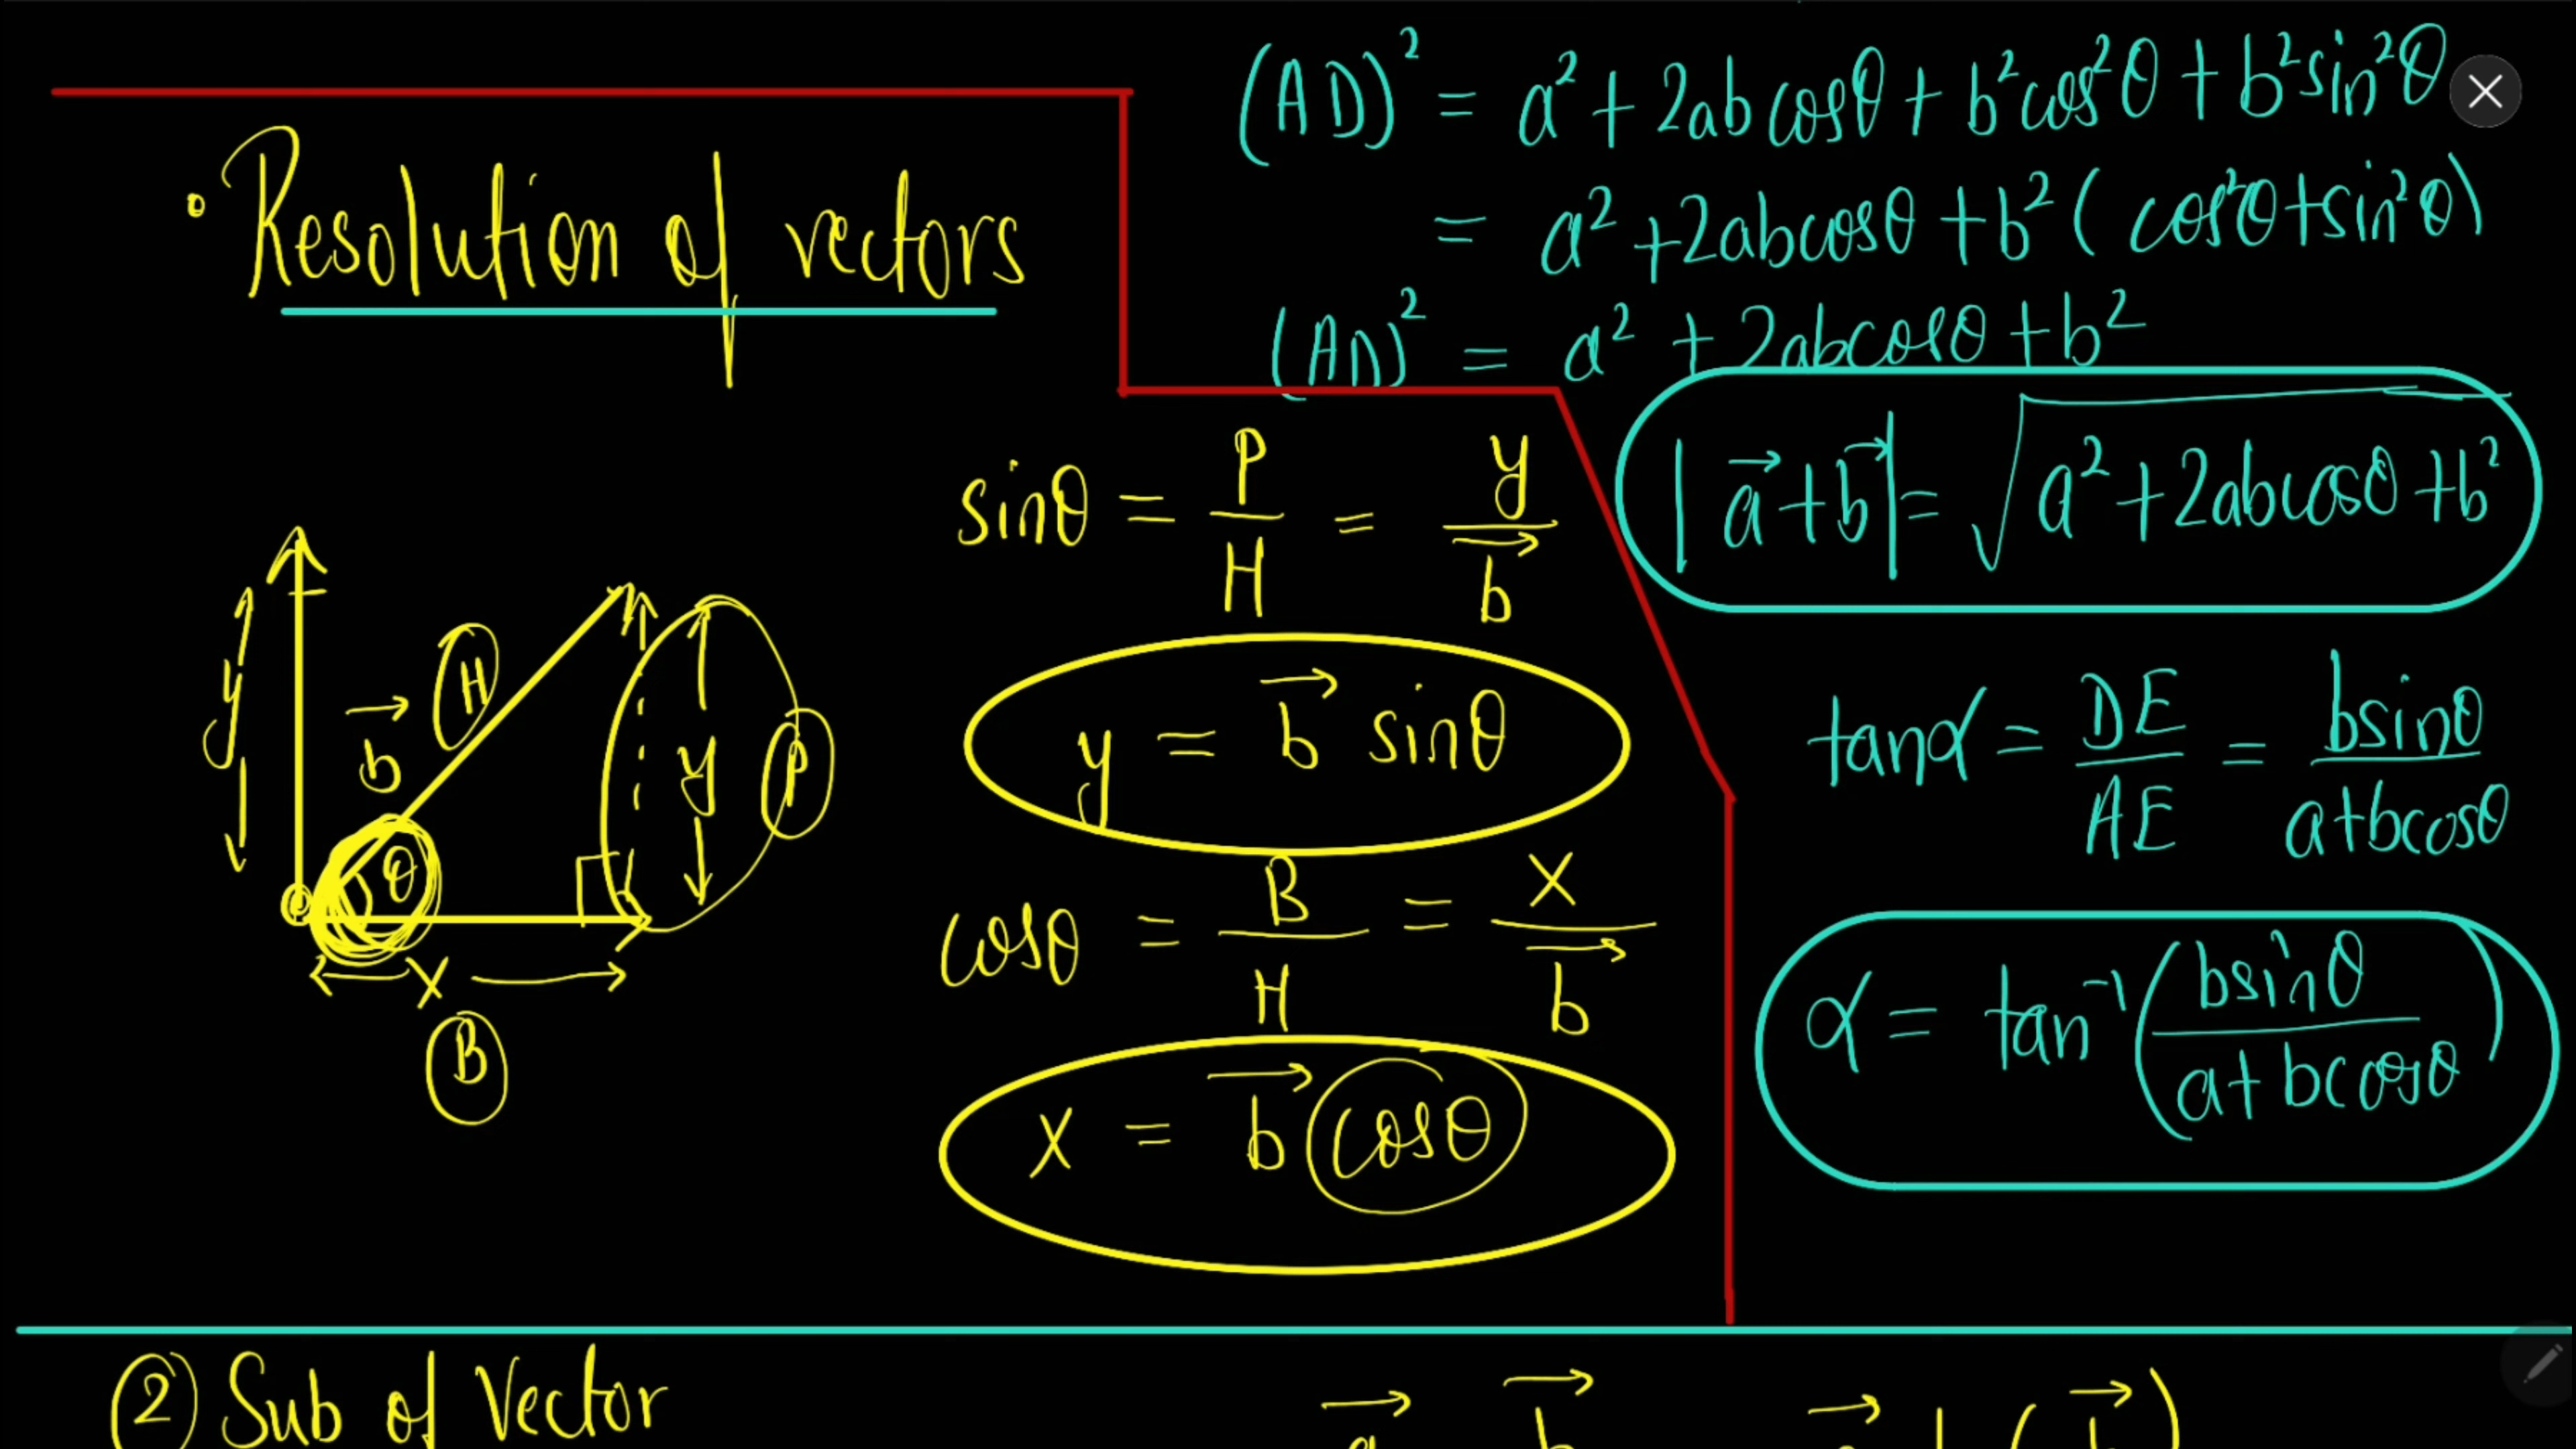 (AD)² = a² + 2ab cosθ + b²cos²θ + b²sin²θ
= a² + 2abcosθ + b² (cos²θ + sin²θ)
(AD)² = a² + 2abcosθ + b²
|a⃗ + b⃗| = √a² + 2abcosθ + b²
tanα = DE/AE = bsinθ/a+bcosθ
α = tan⁻¹(bsinθ/a+bcosθ)
• Resolution of vectors
y
b⃗
H
θ
y
P
X
B
sinθ = P/H = y/b⃗
y = b⃗ sinθ
cosθ = B/H = X/b⃗
X = b⃗ cosθ
② Sub of Vector